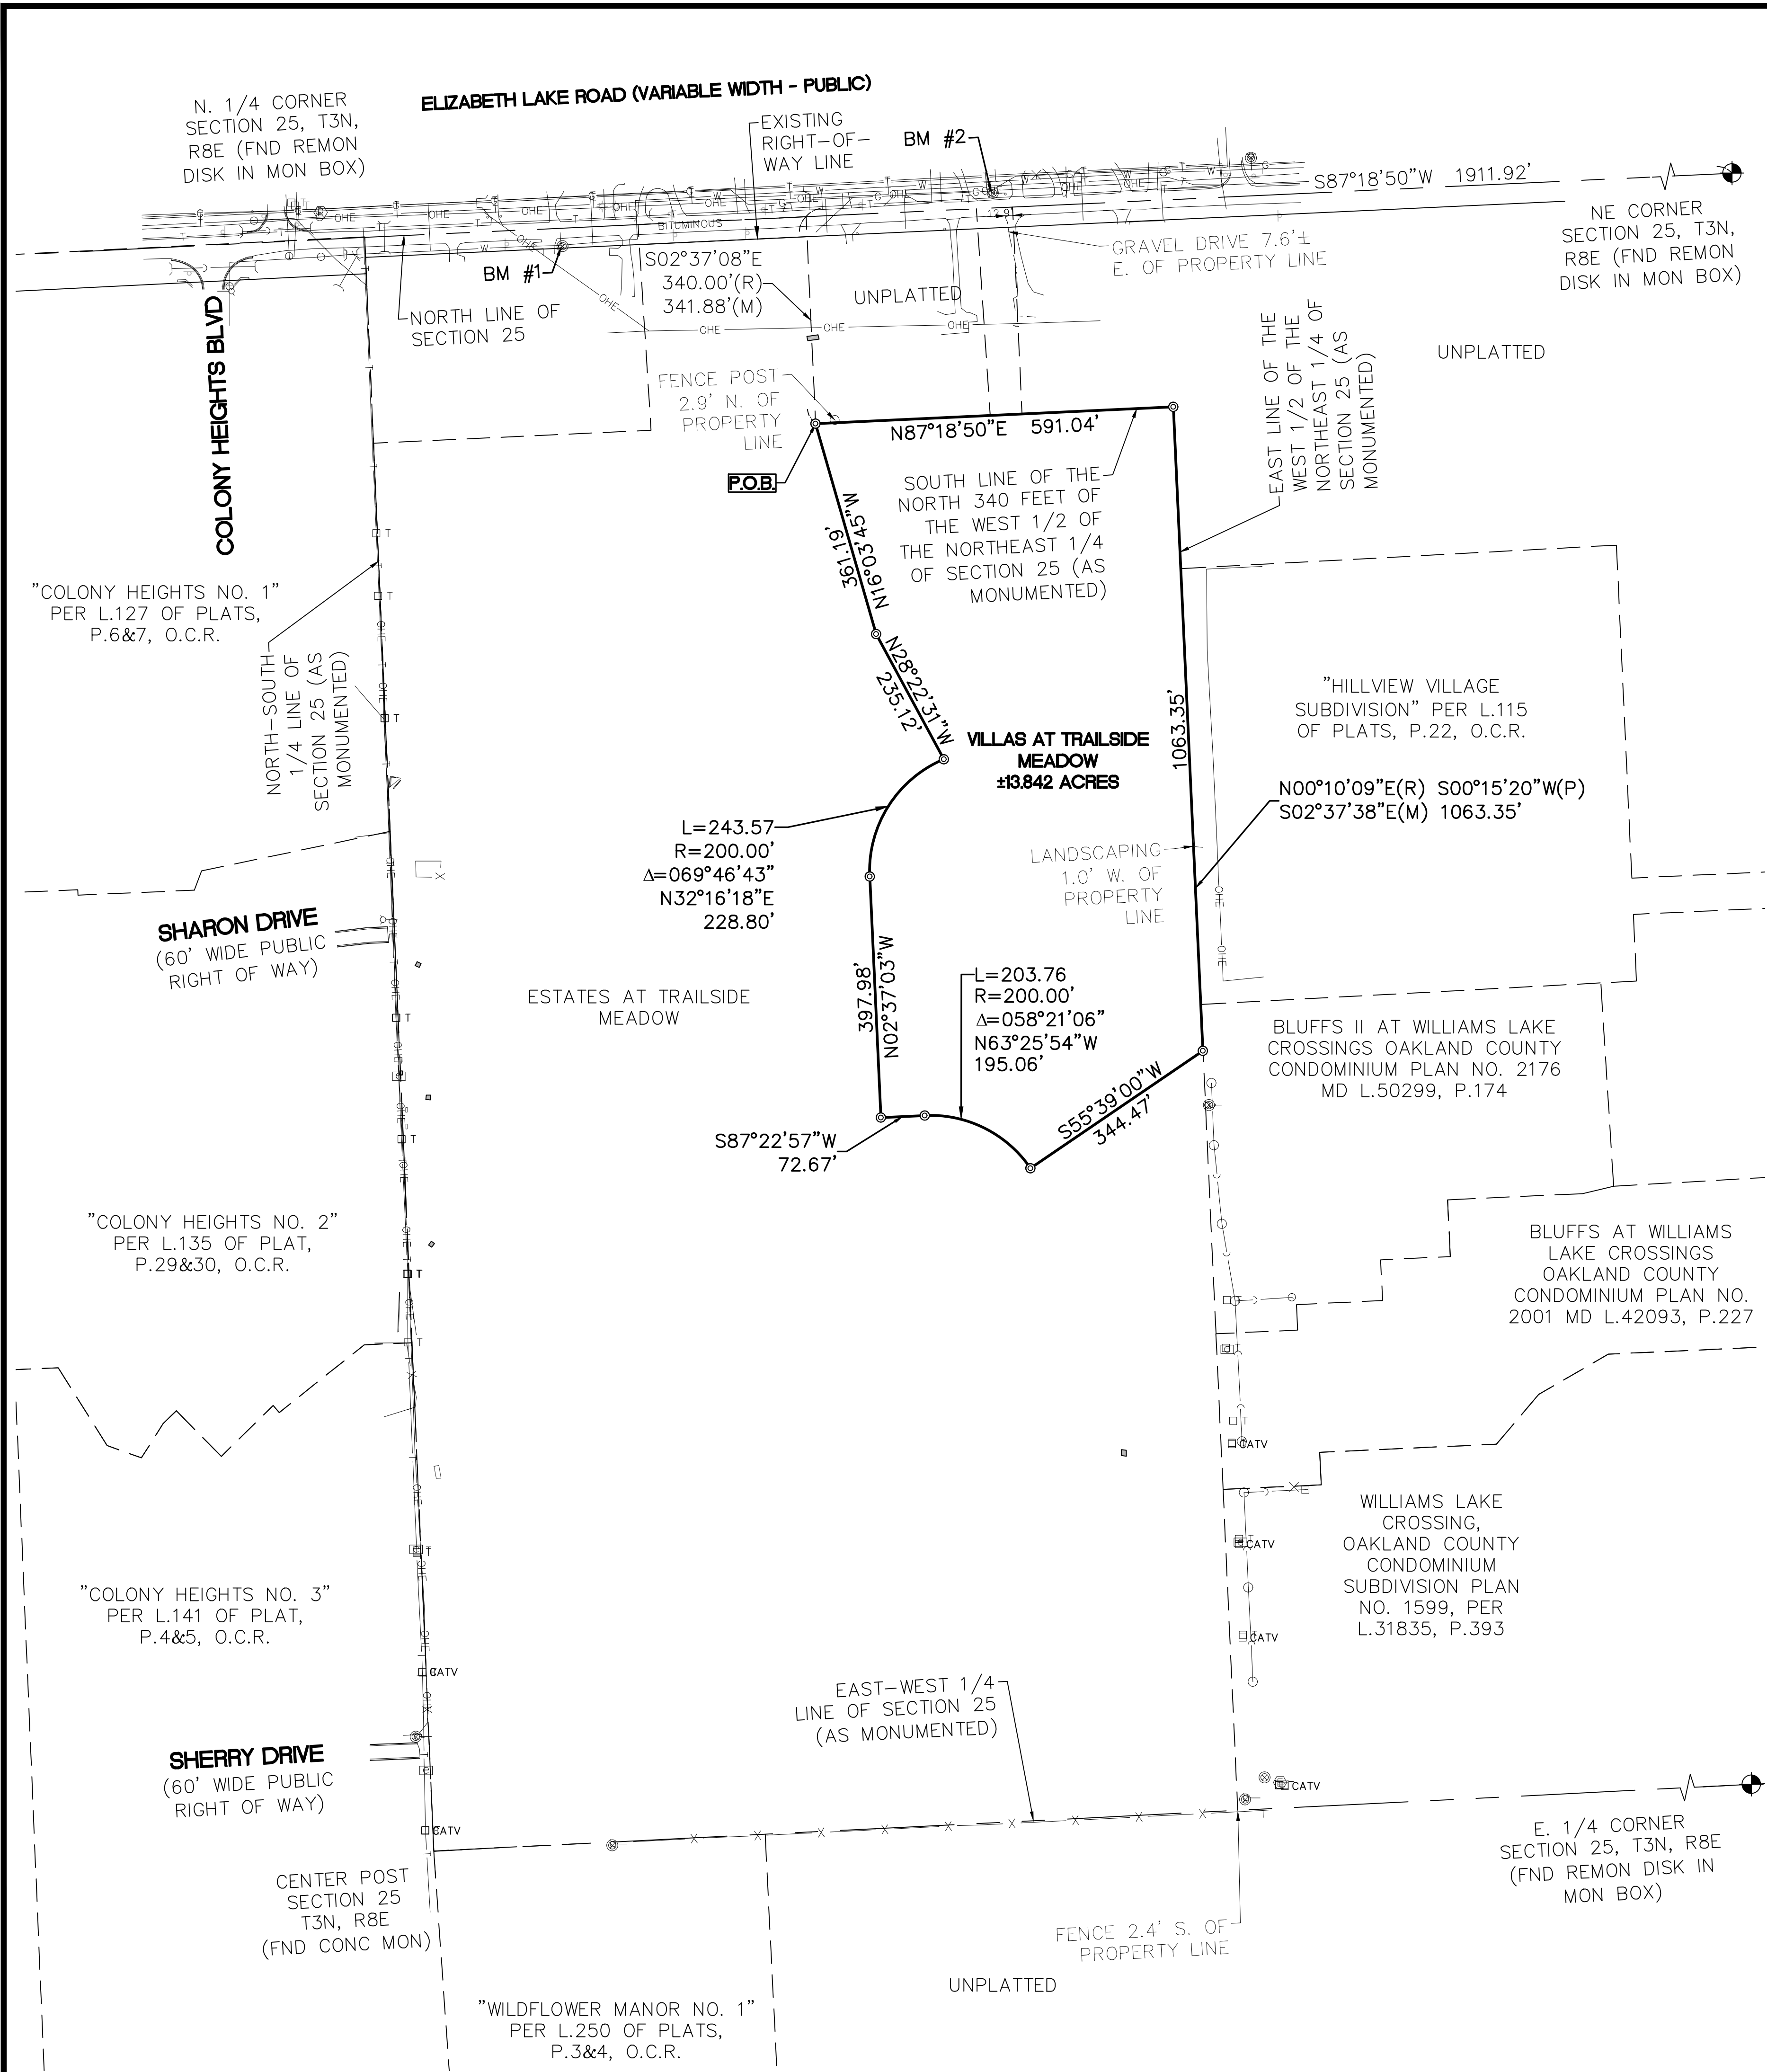 ELIZABETH LAKE ROAD (VARIABLE WIDTH - PUBLIC)
N. 1/4 CORNER
SECTION 25, T3N,
R8E (FND REMON
DISK IN MON BOX)
EXISTING
RIGHT-OF-
WAY LINE
BM #2
S87°18'50"W 1911.92'
NE CORNER
SECTION 25, T3N,
R8E (FND REMON
DISK IN MON BOX)
BITUMINOUS
12.9'
GRAVEL DRIVE 7.6'±
E. OF PROPERTY LINE
BM #1
S02°37'08"E
340.00'(R)
341.88'(M)
UNPLATTED
NORTH LINE OF
SECTION 25
COLONY HEIGHTS BLVD
OHE OHE OHE
UNPLATTED
EAST LINE OF THE
WEST 1/2 OF THE
NORTHEAST 1/4 OF
SECTION 25 (AS
MONUMENTED)
FENCE POST
2.9' N. OF
PROPERTY
LINE
N87°18'50"E 591.04'
P.O.B.
SOUTH LINE OF THE
NORTH 340 FEET OF
THE WEST 1/2 OF
THE NORTHEAST 1/4
OF SECTION 25 (AS
MONUMENTED)
N16°03'45"W
361.19'
"COLONY HEIGHTS NO. 1"
PER L.127 OF PLATS,
P.6&7, O.C.R.
NORTH-SOUTH
1/4 LINE OF
SECTION 25 (AS
MONUMENTED)
N28°22'31"W
235.12'
"HILLVIEW VILLAGE
SUBDIVISION" PER L.115
OF PLATS, P.22, O.C.R.
1063.35'
VILLAS AT TRAILSIDE
MEADOW
±13.842 ACRES
N00°10'09"E(R) S00°15'20"W(P)
S02°37'38"E(M) 1063.35'
L=243.57
R=200.00'
Δ=069°46'43"
N32°16'18"E
228.80'
LANDSCAPING
1.0' W. OF
PROPERTY
LINE
SHARON DRIVE
(60' WIDE PUBLIC
RIGHT OF WAY)
N02°37'03"W
397.98'
ESTATES AT TRAILSIDE
MEADOW
L=203.76
R=200.00'
Δ=058°21'06"
N63°25'54"W
195.06'
BLUFFS II AT WILLIAMS LAKE
CROSSINGS OAKLAND COUNTY
CONDOMINIUM PLAN NO. 2176
MD L.50299, P.174
S55°39'00"W
344.47'
S87°22'57"W
72.67'
"COLONY HEIGHTS NO. 2"
PER L.135 OF PLAT,
P.29&30, O.C.R.
BLUFFS AT WILLIAMS
LAKE CROSSINGS
OAKLAND COUNTY
CONDOMINIUM PLAN NO.
2001 MD L.42093, P.227
CATV
WILLIAMS LAKE
CROSSING,
OAKLAND COUNTY
CONDOMINIUM
SUBDIVISION PLAN
NO. 1599, PER
L.31835, P.393
CATV
"COLONY HEIGHTS NO. 3"
PER L.141 OF PLAT,
P.4&5, O.C.R.
CATV
CATV
EAST-WEST 1/4
LINE OF SECTION 25
(AS MONUMENTED)
SHERRY DRIVE
(60' WIDE PUBLIC
RIGHT OF WAY)
CATV
CATV
E. 1/4 CORNER
SECTION 25, T3N, R8E
(FND REMON DISK IN
MON BOX)
CENTER POST
SECTION 25
T3N, R8E
(FND CONC MON)
FENCE 2.4' S. OF
PROPERTY LINE
UNPLATTED
"WILDFLOWER MANOR NO. 1"
PER L.250 OF PLATS,
P.3&4, O.C.R.